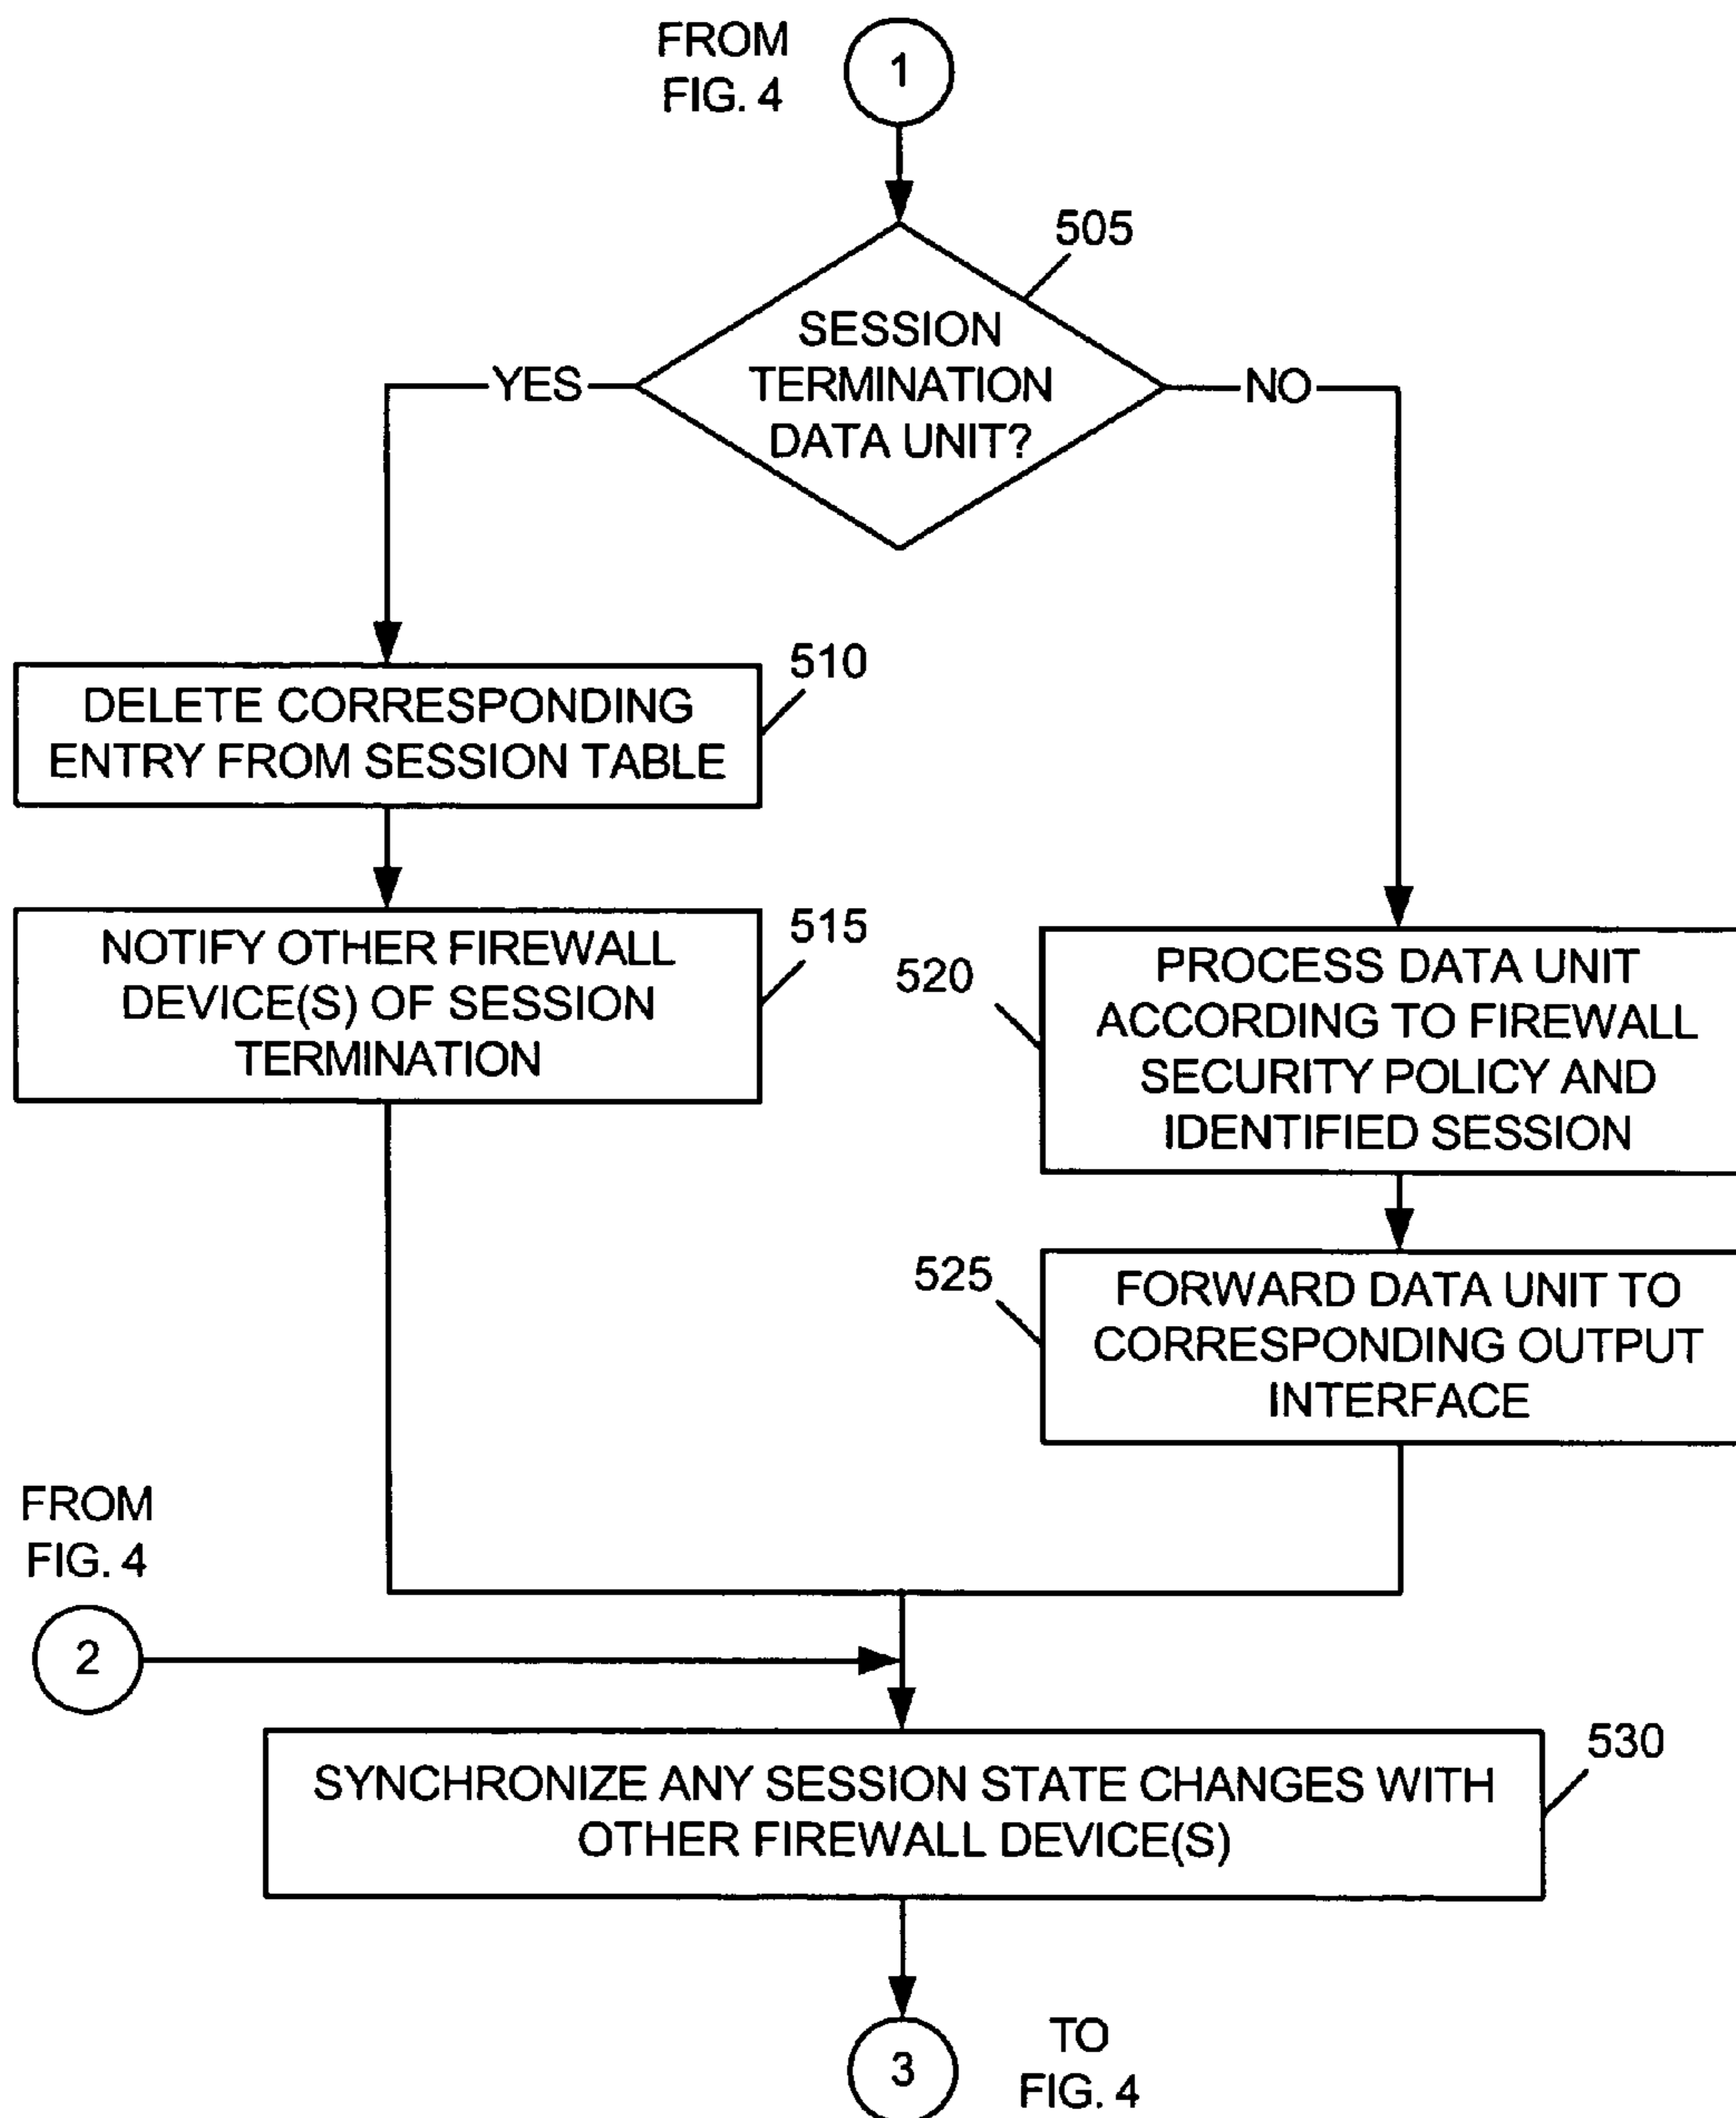 FROM
FIG. 4
1
505
SESSION
TERMINATION
DATA UNIT?
YES
NO
510
DELETE CORRESPONDING
ENTRY FROM SESSION TABLE
515
NOTIFY OTHER FIREWALL
DEVICE(S) OF SESSION
TERMINATION
520
PROCESS DATA UNIT
ACCORDING TO FIREWALL
SECURITY POLICY AND
IDENTIFIED SESSION
525
FORWARD DATA UNIT TO
CORRESPONDING OUTPUT
INTERFACE
FROM
FIG. 4
2
530
SYNCHRONIZE ANY SESSION STATE CHANGES WITH
OTHER FIREWALL DEVICE(S)
3
TO
FIG. 4